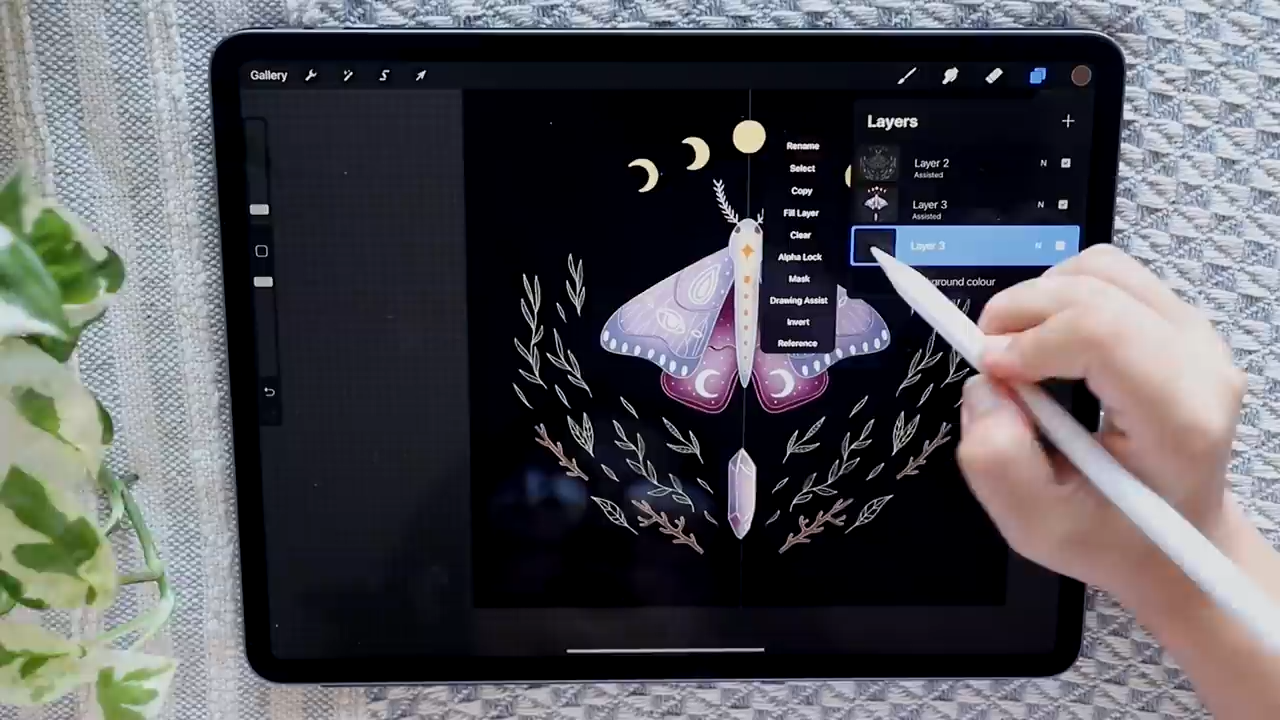 Gallery
Layers
Rename
Select
Copy
Fill Layer
Clear
Alpha Lock
Mask
Drawing Assist
Invert
Reference
Layer 2
Assisted
N
Layer 3
Assisted
N
Layer 3
N
colour